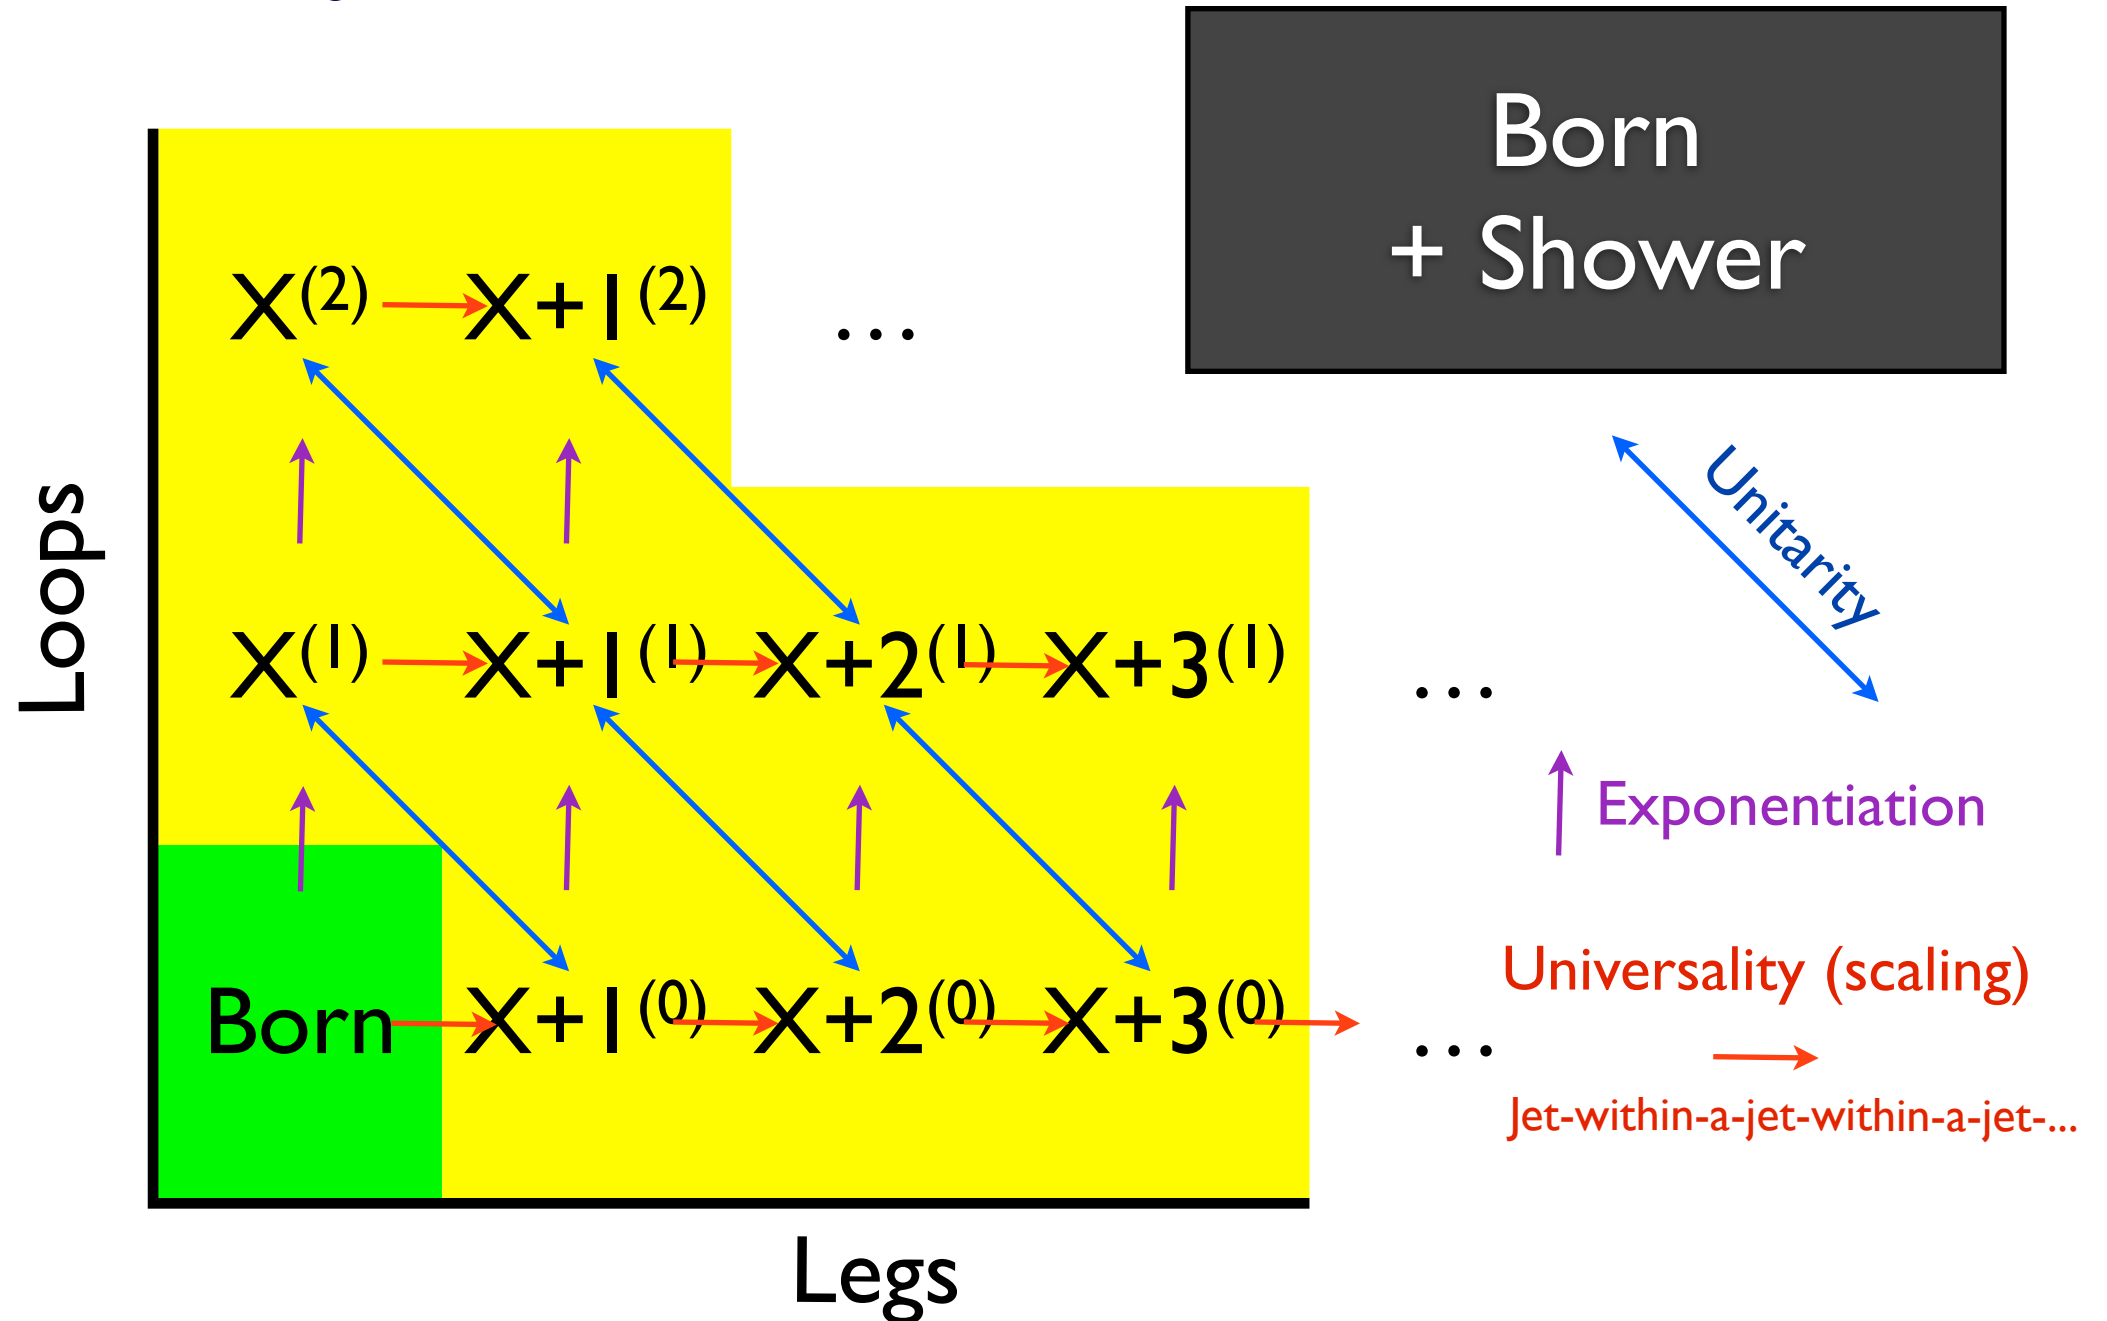 Born
+ Shower
X(2) X+1(2) …
Loops
Unitarity
X(1) X+1(1) X+2(1) X+3(1) …
Exponentiation
Universality (scaling)
Born X+1(0) X+2(0) X+3(0) …
Jet-within-a-jet-within-a-jet-...
Legs